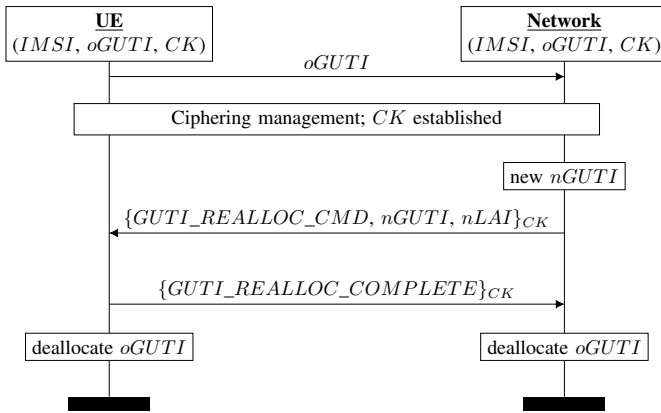 UE
(IMSI, oGUTI, CK)
Network
(IMSI, oGUTI, CK)
oGUTI
Ciphering management; CK established
new nGUTI
{GUTI_REALLOC_CMD, nGUTI, nLAI}CK
{GUTI_REALLOC_COMPLETE}CK
deallocate oGUTI
deallocate oGUTI